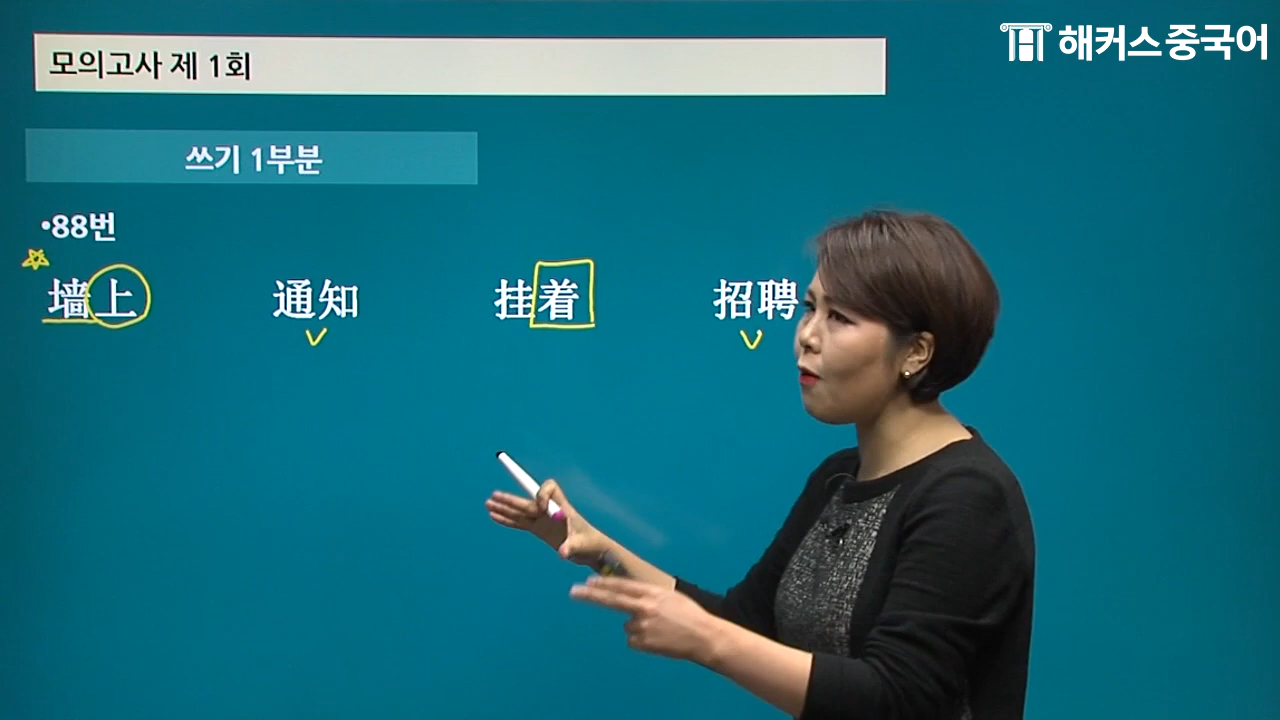 해커스중국어
모의고사 제 1회
쓰기 1부분
•88번
墙上 通知 挂着 招聘